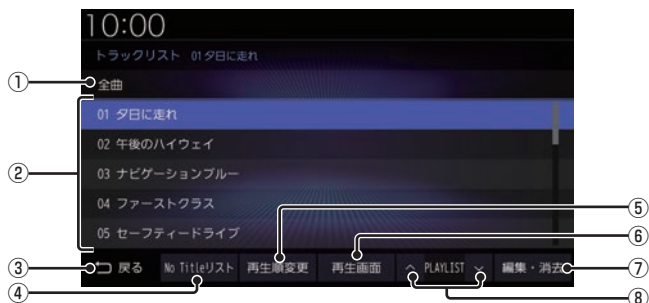 10:00
トラックリスト 01 夕日に走れ
① 全曲
② 01 夕日に走れ
02 午後のハイウェイ
03 ナビゲーションブルー
04 ファーストクラス
05 セーフティードライブ
⑤
⑥
③ 戻る No Titleリスト 再生順変更 再生画面 PLAYLIST 編集・消去 ⑦
④
⑧